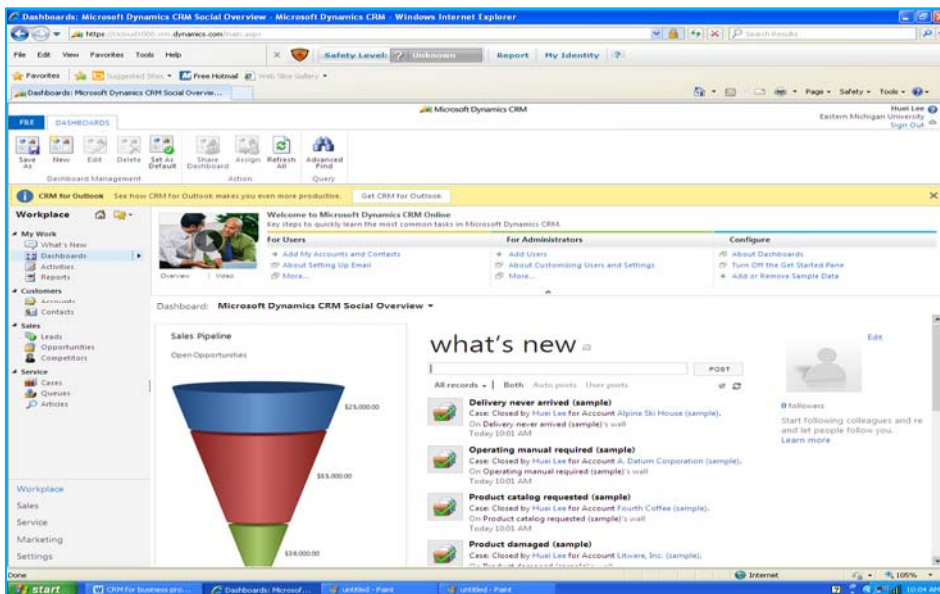 Dashboards: Microsoft Dynamics CRM Social Overview - Microsoft Dynamics CRM - Windows Internet Explorer
dynamics.com/main.aspx
Search Results
File Edit View Favorites Tools Help
Safety Level: ? Unknown Report My Identity ?
Favorites Suggested Sites Free Hotmail Web Slice Gallery
Dashboards: Microsoft Dynamics CRM Social Overvie...
Page Safety Tools
Microsoft Dynamics CRM
Huei Lee
Eastern Michigan University
Sign Out
FILE DASHBOARDS
Save As New Edit Delete Set As Default Share Dashboard Assign Refresh All Advanced Find
Dashboard Management Action Query
CRM for Outlook See how CRM for Outlook makes you even more productive. Get CRM for Outlook
Workplace
My Work
What's New
Dashboards
Activities
Reports
Customers
Accounts
Contacts
Sales
Leads
Opportunities
Competitors
Service
Cases
Queues
Articles
Workplace
Sales
Service
Marketing
Settings
Overview Video
Welcome to Microsoft Dynamics CRM Online
Key steps to quickly learn the most common tasks in Microsoft Dynamics CRM.
For Users
Add My Accounts and Contacts
About Setting Up Email
More...
For Administrators
Add Users
About Customizing Users and Settings
More...
Configure
About Dashboards
Turn Off the Get Started Pane
Add or Remove Sample Data
Dashboard: Microsoft Dynamics CRM Social Overview
Sales Pipeline
Open Opportunities
$25,000.00
$55,000.00
$36,000.00
what's new
POST
All records Both Auto posts User posts
Delivery never arrived (sample)
Case: Closed by Huei Lee for Account Alpine Ski House (sample).
On Delivery never arrived (sample)'s wall
Today 10:01 AM
Operating manual required (sample)
Case: Closed by Huei Lee for Account A. Datum Corporation (sample).
On Operating manual required (sample)'s wall
Today 10:01 AM
Product catalog requested (sample)
Case: Closed by Huei Lee for Account Fourth Coffee (sample).
On Product catalog requested (sample)'s wall
Today 10:01 AM
Product damaged (sample)
Case: Closed by Huei Lee for Account Litware, Inc. (sample).
On Product damaged (sample)'s wall
Edit
0 followers
Start following colleagues and re
and let people follow you.
Learn more
Done Internet 105%
start CRM for business pro... Dashboards: Microsof... untitled - Paint untitled - Paint 10:04 AM